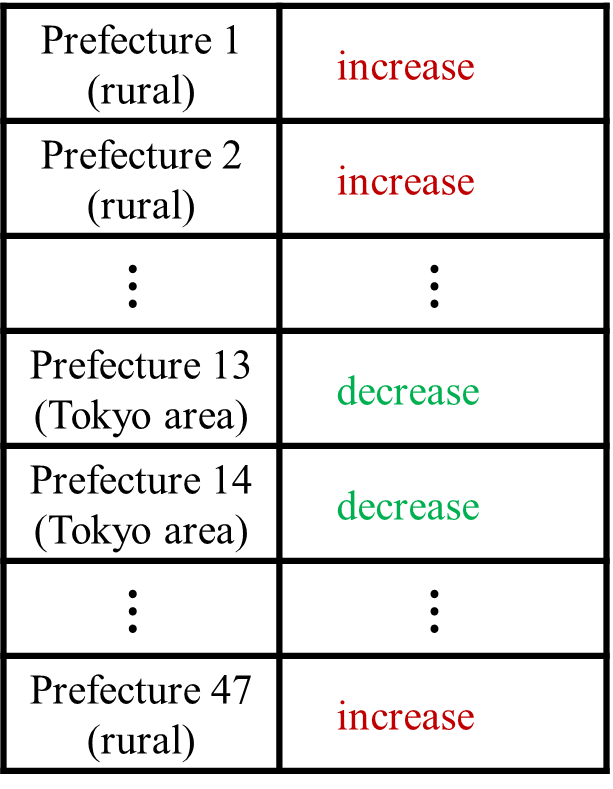 Prefecture 1
(rural)
increase
Prefecture 2
(rural)
increase
⋮
⋮
Prefecture 13
(Tokyo area)
decrease
Prefecture 14
(Tokyo area)
decrease
⋮
⋮
Prefecture 47
(rural)
increase